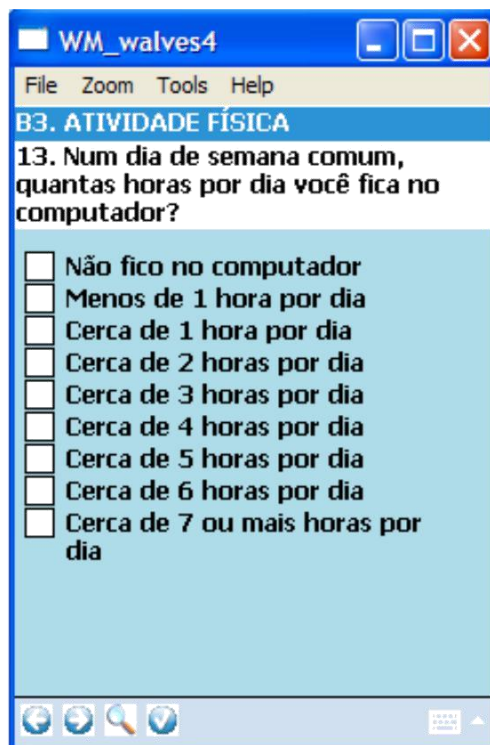 WM_walves4
File Zoom Tools Help
B3. ATIVIDADE FÍSICA
13. Num dia de semana comum,
quantas horas por dia você fica no
computador?
Não fico no computador
Menos de 1 hora por dia
Cerca de 1 hora por dia
Cerca de 2 horas por dia
Cerca de 3 horas por dia
Cerca de 4 horas por dia
Cerca de 5 horas por dia
Cerca de 6 horas por dia
Cerca de 7 ou mais horas por
dia